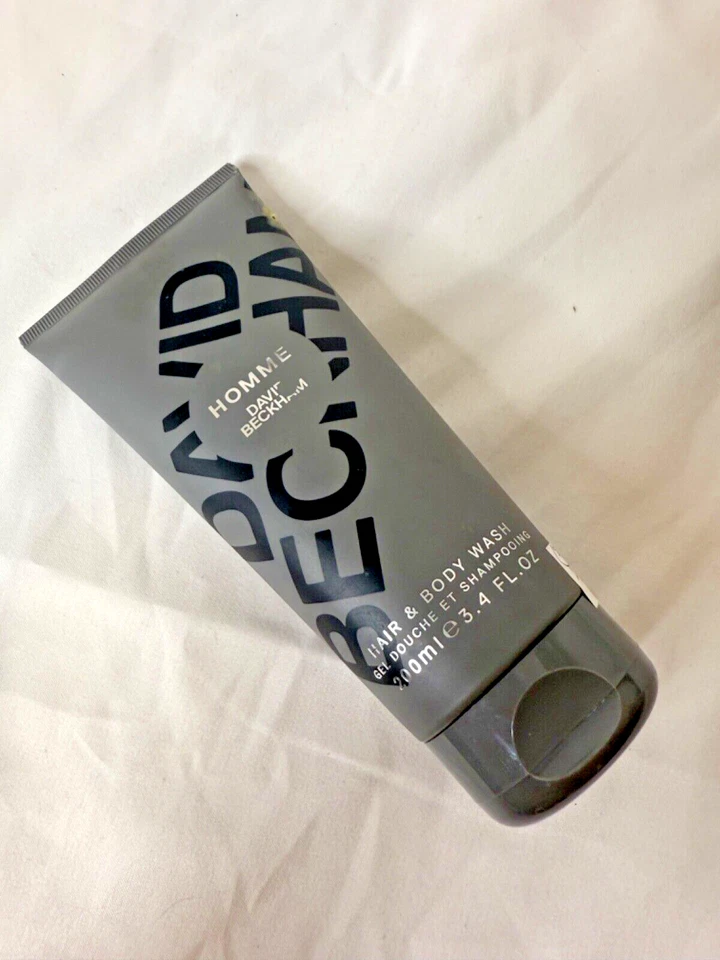 DAVID
BECKHAM
HOMME
DAVID
BECKHAM
HAIR & BODY WASH
GEL DOUCHE ET SHAMPOOING
200ml e 3.4 FL.OZ